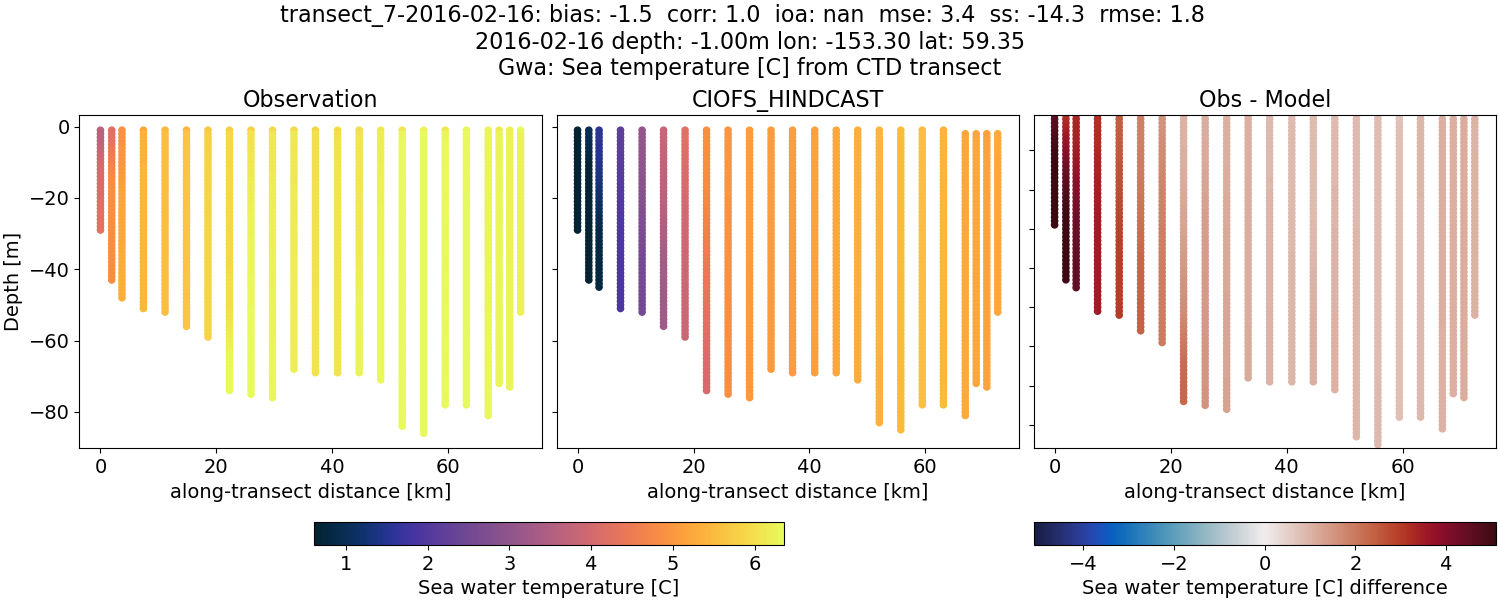 transect_7-2016-02-16: bias: -1.5  corr: 1.0  ioa: nan  mse: 3.4  ss: -14.3  rmse: 1.8
2016-02-16 depth: -1.00m lon: -153.30 lat: 59.35
Gwa: Sea temperature [C] from CTD transect
Observation
CIOFS_HINDCAST
Obs - Model
Depth [m]
0
−20
−40
−60
−80
0 20 40 60
0 20 40 60
0 20 40 60
along-transect distance [km]
along-transect distance [km]
along-transect distance [km]
1 2 3 4 5 6
Sea water temperature [C]
−4 −2 0 2 4
Sea water temperature [C] difference